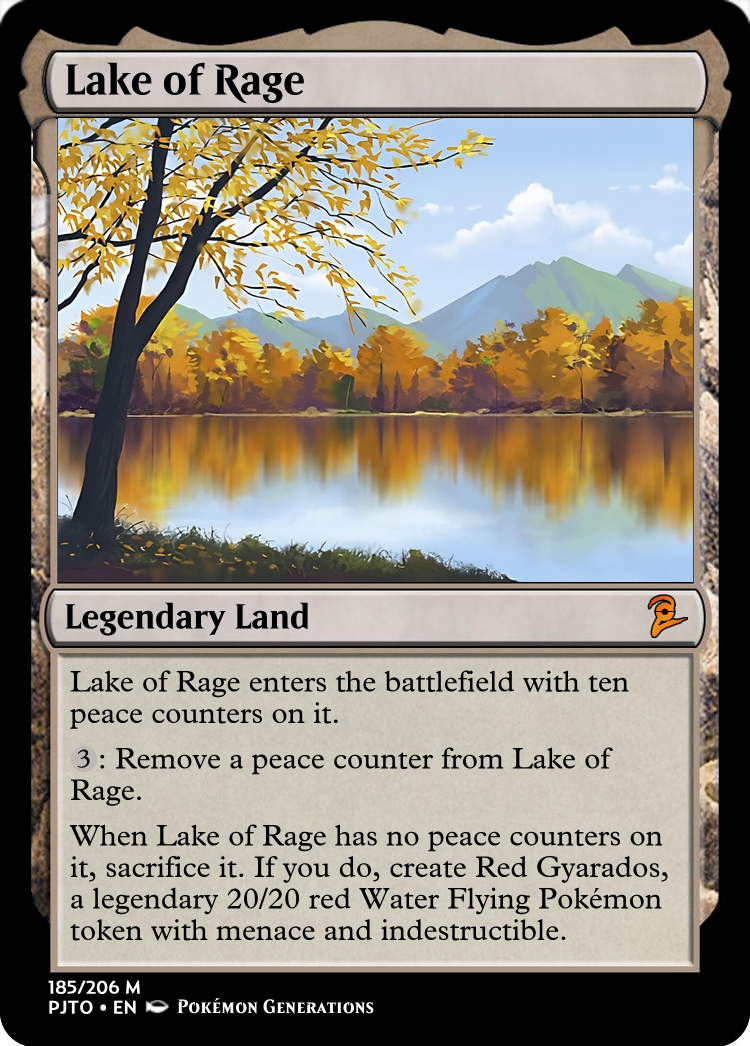 Lake of Rage
Legendary Land
Lake of Rage enters the battlefield with ten
peace counters on it.
3: Remove a peace counter from Lake of
Rage.
When Lake of Rage has no peace counters on
it, sacrifice it. If you do, create Red Gyarados,
a legendary 20/20 red Water Flying Pokémon
token with menace and indestructible.
185/206 M
PJTO • EN Pokémon Generations